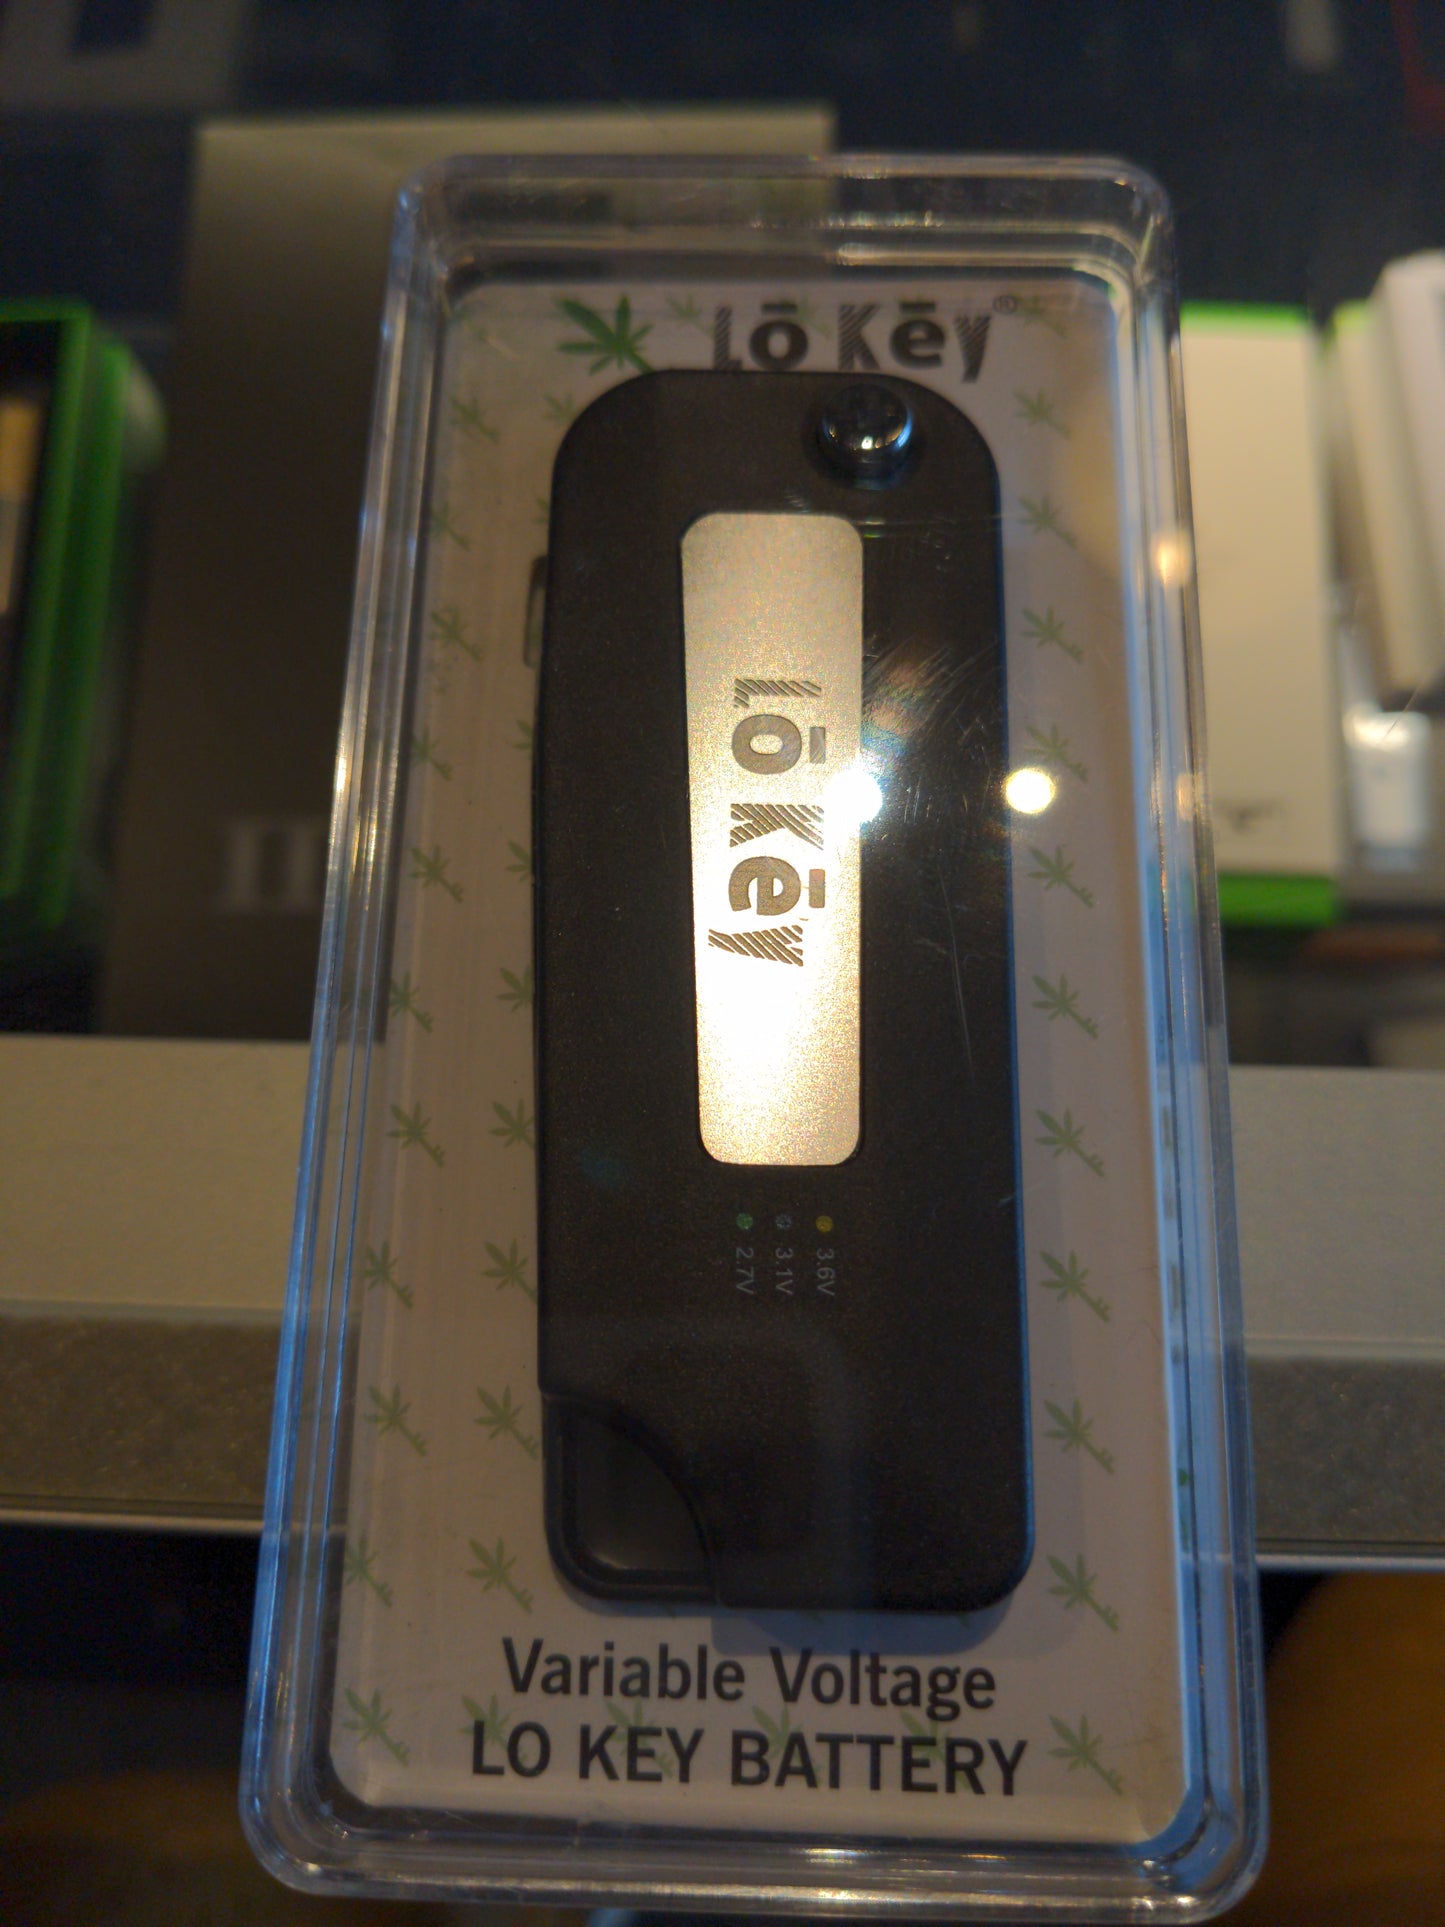 Lō Kēy®
Lō Kēy
2.7V
3.1V
3.6V
Variable Voltage
LO KEY BATTERY